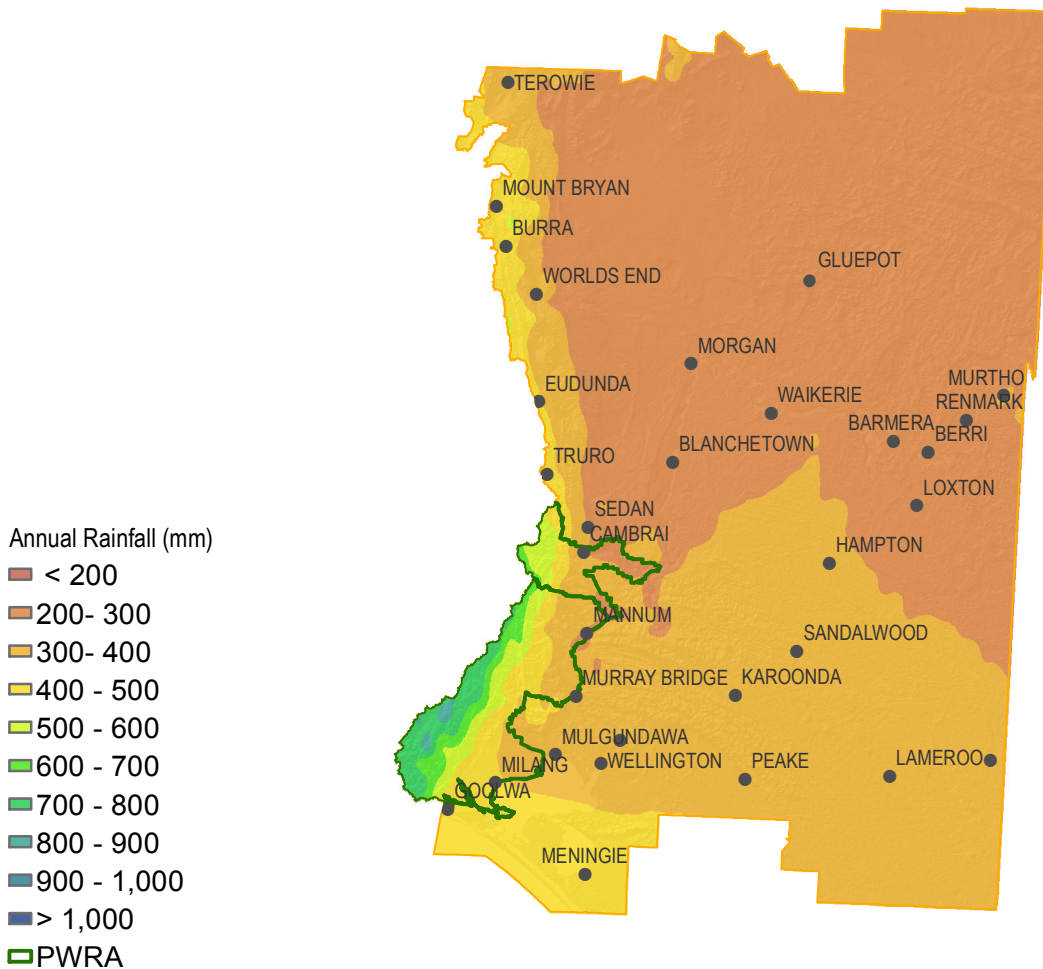 TEROWIE
MOUNT BRYAN
BURRA
WORLDS END
GLUEPOT
MORGAN
EUDUNDA
WAIKERIE
MURTHO
RENMARK
BARMERA
BERRI
TRURO
BLANCHETOWN
LOXTON
SEDAN
CAMBRAI
HAMPTON
MANNUM
SANDALWOOD
MURRAY BRIDGE
KAROONDA
MULGUNDAWA
WELLINGTON
PEAKE
LAMEROO
MILANG
GOOLWA
MENINGIE
Annual Rainfall (mm)
< 200
200- 300
300- 400
400 - 500
500 - 600
600 - 700
700 - 800
800 - 900
900 - 1,000
> 1,000
PWRA